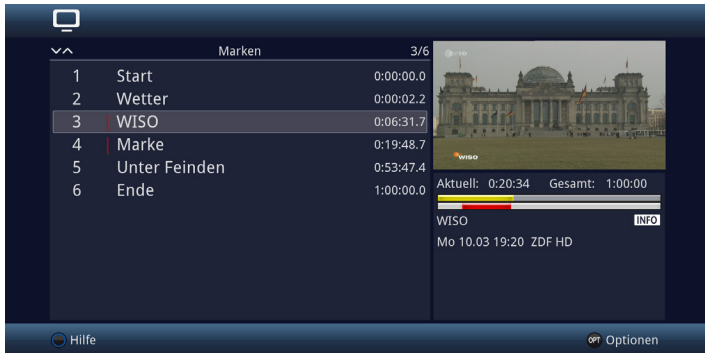 Marken 3/6
1 Start 0:00:00.0
2 Wetter 0:00:02.2
3 WISO 0:06:31.7
4 Marke 0:19:48.7
5 Unter Feinden 0:53:47.4
6 Ende 1:00:00.0
WISO
Aktuell: 0:20:34 Gesamt: 1:00:00
WISO INFO
Mo 10.03 19:20 ZDF HD
Hilfe
OPT Optionen